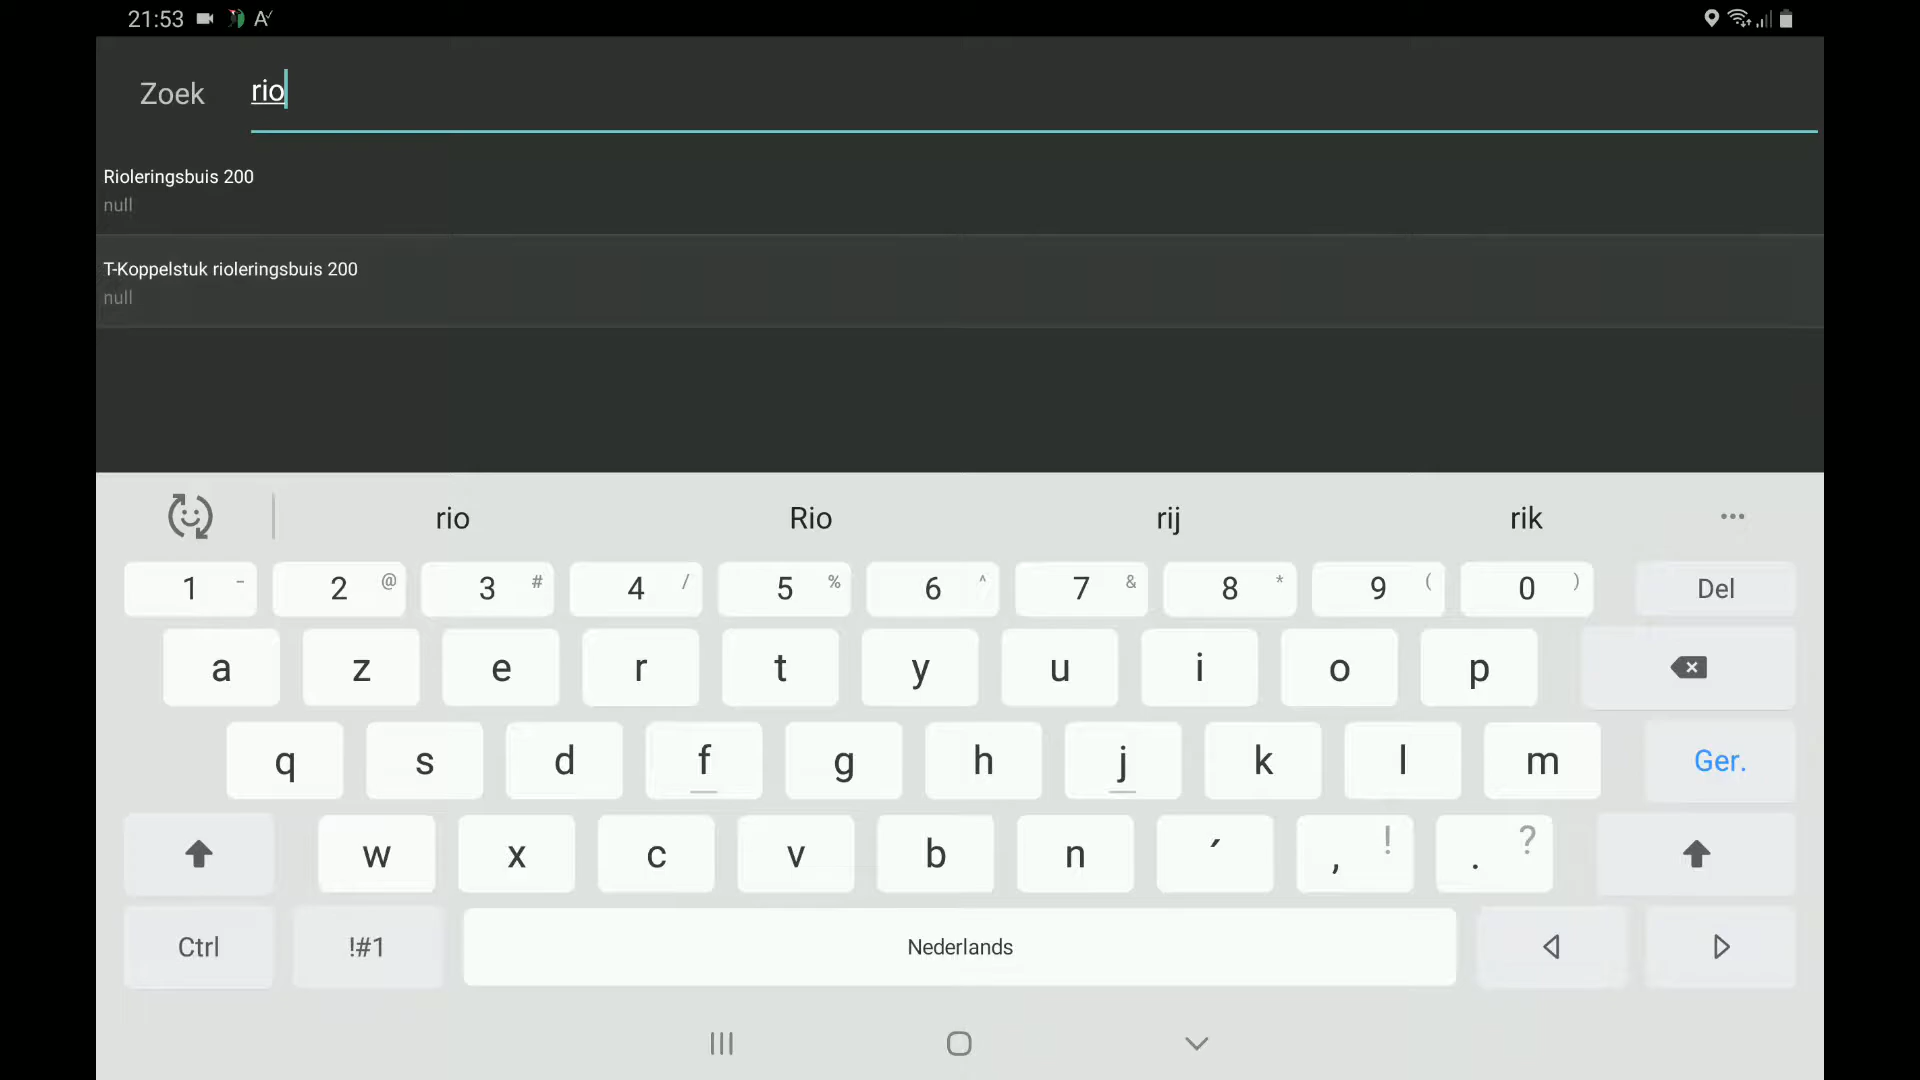 21:53
Zoek rio
Rioleringsbuis 200
null
T-Koppelstuk rioleringsbuis 200
null
rio Rio rij rik ...
1 - 2 @ 3 # 4 / 5 % 6 ^ 7 & 8 * 9 ( 0 ) Del
a z e r t y u i o p
q s d f g h j k l m Ger.
w x c v b n ´ , ! . ?
Ctrl !#1 Nederlands